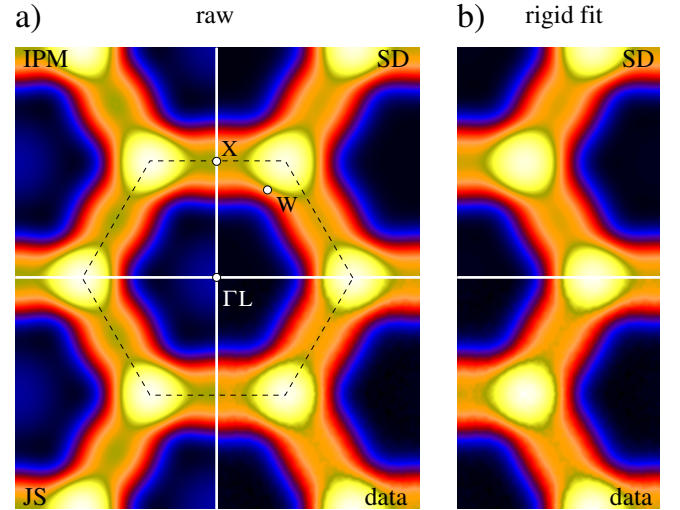 a) raw
b) rigid fit
IPM SD
SD
X
W
ΓL
JS data
data